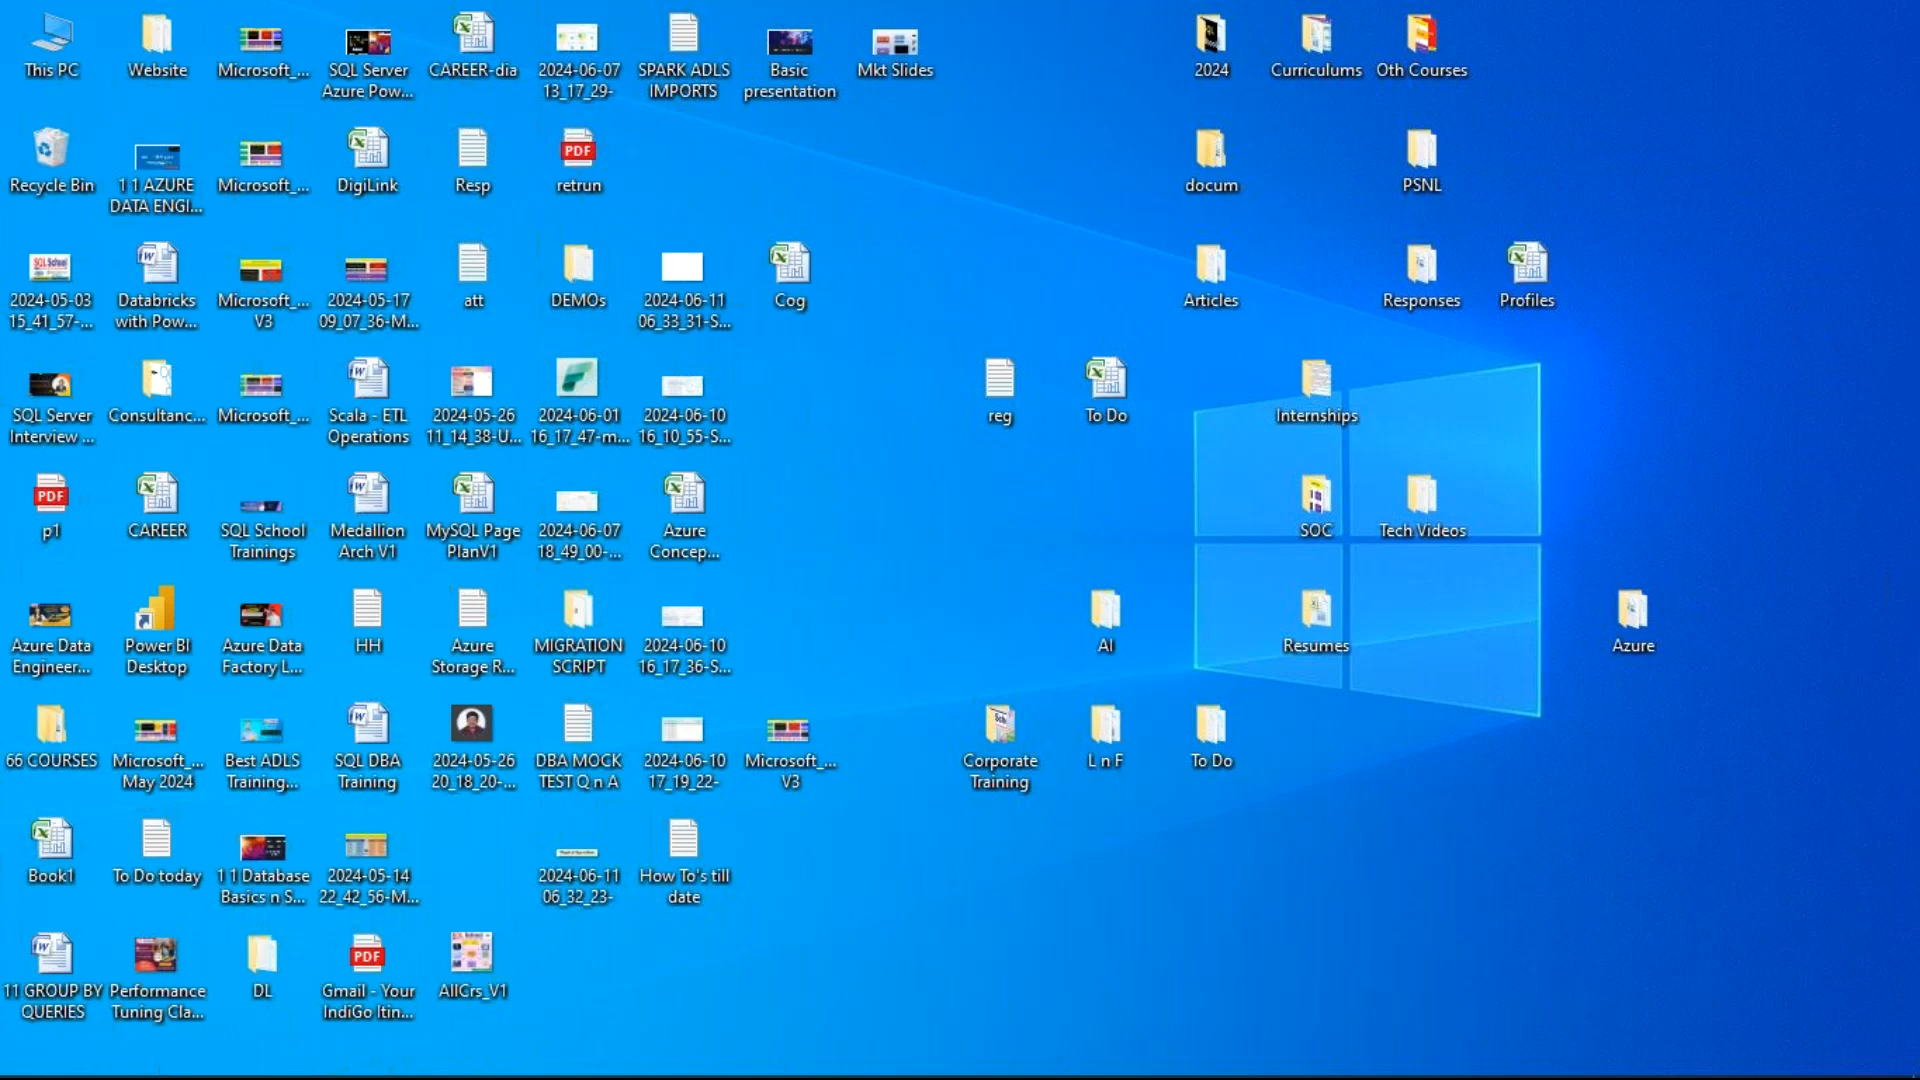 This PC
Website
Microsoft_...
SQL Server
Azure Pow...
CAREER-dia
2024-06-07
13_17_29-
SPARK ADLS
IMPORTS
Basic
presentation
Mkt Slides
2024
Curriculums
Oth Courses
Recycle Bin
1 1 AZURE
DATA ENGI...
Microsoft_...
DigiLink
Resp
PDF
retrun
docum
PSNL
SQL School
2024-05-03
15_41_57-...
Databricks
with Pow...
Microsoft_...
V3
2024-05-17
09_07_36-M...
att
DEMOs
2024-06-11
06_33_31-S...
Cog
Articles
Responses
Profiles
SQL Server
Interview ...
Consultanc...
Microsoft_...
Scala - ETL
Operations
2024-05-26
11_14_38-U...
2024-06-01
16_17_47-m...
2024-06-10
16_10_55-S...
reg
To Do
Internships
PDF
p1
CAREER
SQL School
Trainings
Medallion
Arch V1
MySQL Page
PlanV1
2024-06-07
18_49_00-...
Azure
Concep...
SOC
Tech Videos
Azure Data
Engineer...
Power BI
Desktop
Azure Data
Factory L...
HH
Azure
Storage R...
MIGRATION
SCRIPT
2024-06-10
16_17_36-S...
AI
Resumes
Azure
66 COURSES
Microsoft_...
May 2024
Best ADLS
Training...
SQL DBA
Training
2024-05-26
20_18_20-...
DBA MOCK
TEST Q n A
2024-06-10
17_19_22-
Microsoft_...
V3
Corporate
Training
L n F
To Do
Book1
To Do today
1 1 Database
Basics n S...
2024-05-14
22_42_56-M...
2024-06-11
06_32_23-
How To's till
date
11 GROUP BY
QUERIES
Performance
Tuning Cla...
DL
PDF
Gmail - Your
IndiGo Itin...
AllCrs_V1